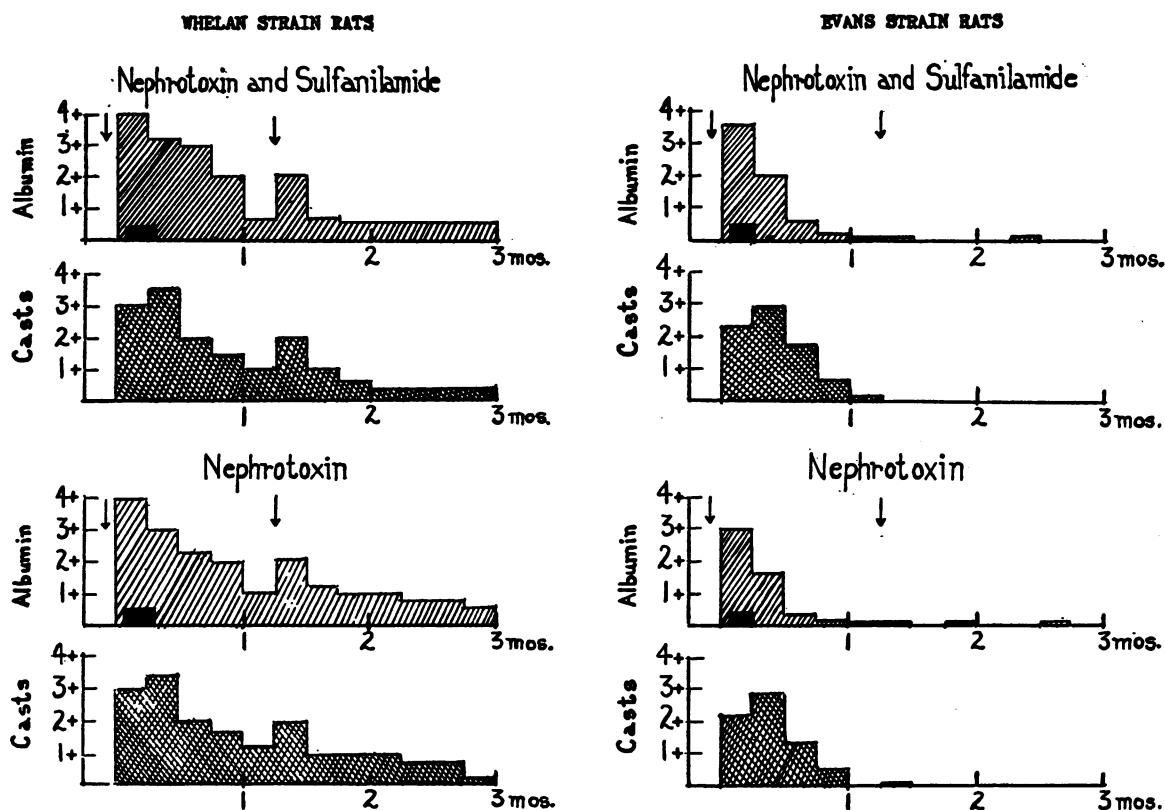 WHELAN STRAIN RATS
Nephrotoxin and Sulfanilamide
Albumin
4+
3+
2+
1+
1 2 3 mos.
Casts
4+
3+
2+
1+
1 2 3 mos.
Nephrotoxin
Albumin
4+
3+
2+
1+
1 2 3 mos.
Casts
4+
3+
2+
1+
1 2 3 mos.
EVANS STRAIN RATS
Nephrotoxin and Sulfanilamide
Albumin
4+
3+
2+
1+
1 2 3 mos.
Casts
4+
3+
2+
1+
1 2 3 mos.
Nephrotoxin
Albumin
4+
3+
2+
1+
1 2 3 mos.
Casts
4+
3+
2+
1+
1 2 3 mos.